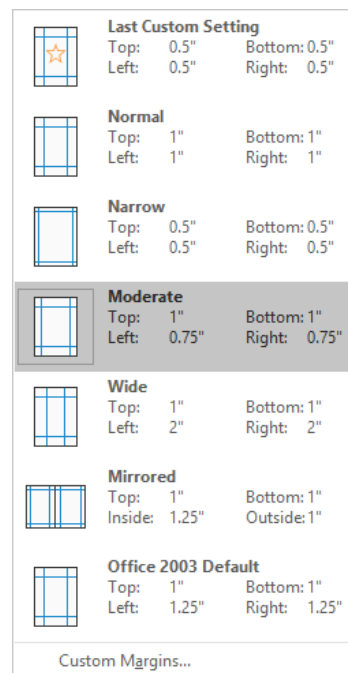 Last Custom Setting
Top: 0.5" Bottom: 0.5"
Left: 0.5" Right: 0.5"
Normal
Top: 1" Bottom: 1"
Left: 1" Right: 1"
Narrow
Top: 0.5" Bottom: 0.5"
Left: 0.5" Right: 0.5"
Moderate
Top: 1" Bottom: 1"
Left: 0.75" Right: 0.75"
Wide
Top: 1" Bottom: 1"
Left: 2" Right: 2"
Mirrored
Top: 1" Bottom: 1"
Inside: 1.25" Outside: 1"
Office 2003 Default
Top: 1" Bottom: 1"
Left: 1.25" Right: 1.25"
Custom Margins...